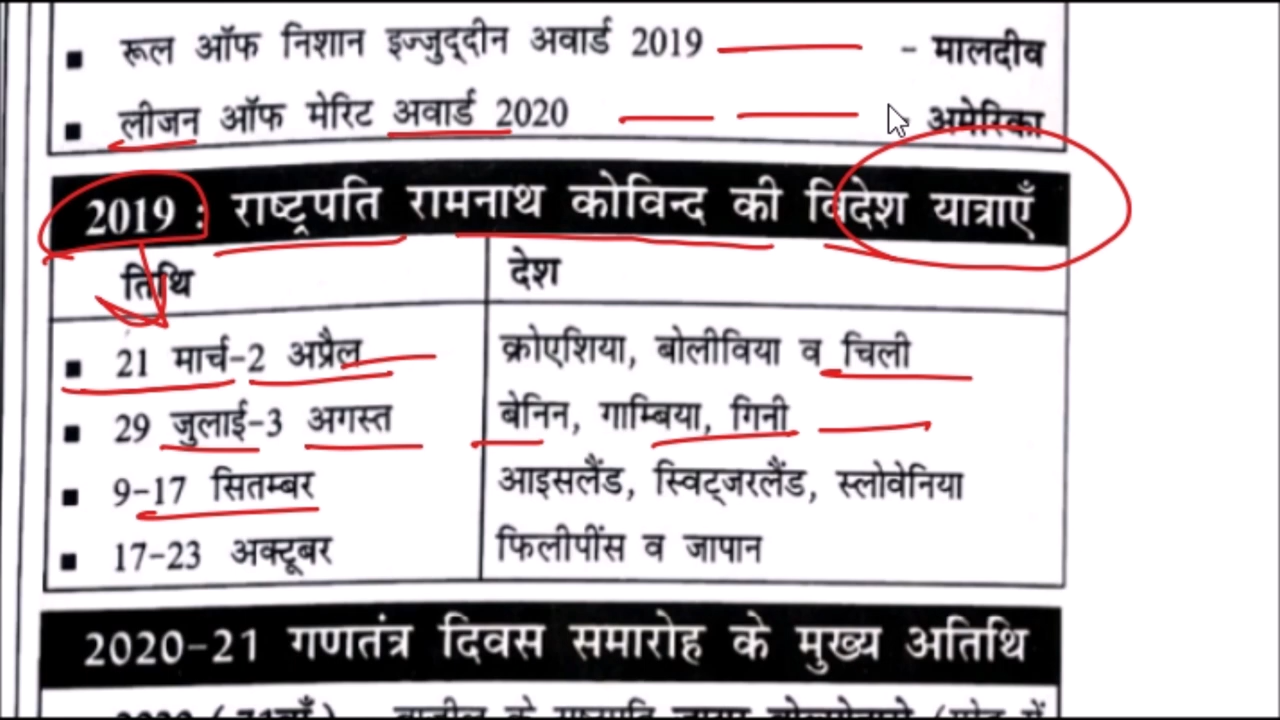 ▪ रूल ऑफ निशान इज्जुद्दीन अवार्ड 2019 - मालदीव
▪ लीजन ऑफ मेरिट अवार्ड 2020 - अमेरिका
2019 : राष्ट्रपति रामनाथ कोविन्द की विदेश यात्राएँ
तिथि देश
▪ 21 मार्च-2 अप्रैल क्रोएशिया, बोलीविया व चिली
▪ 29 जुलाई-3 अगस्त बेनिन, गाम्बिया, गिनी
▪ 9-17 सितम्बर आइसलैंड, स्विट्जरलैंड, स्लोवेनिया
▪ 17-23 अक्टूबर फिलीपींस व जापान
2020-21 गणतंत्र दिवस समारोह के मुख्य अतिथि